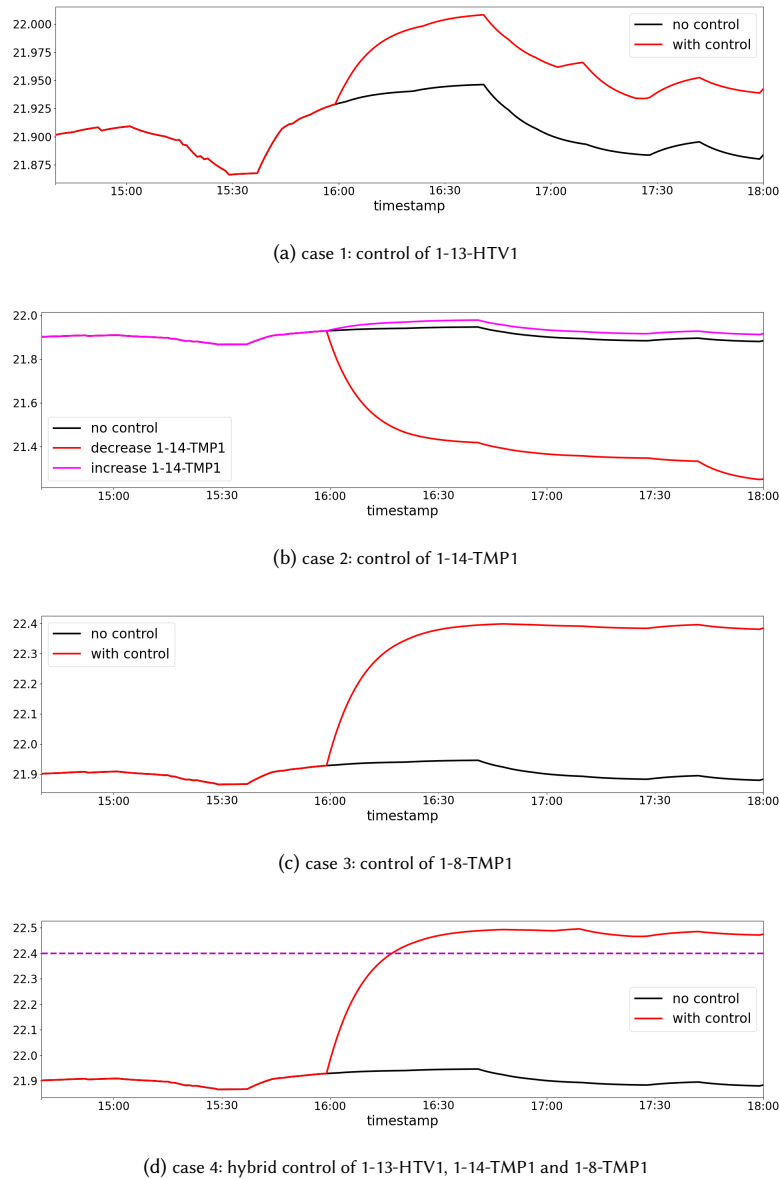 22.000
21.975
21.950
21.925
21.900
21.875
no control
with control
15:00 15:30 16:00 16:30 17:00 17:30 18:00
timestamp
(a) case 1: control of 1-13-HTV1
22.0
21.8
21.6
21.4
no control
decrease 1-14-TMP1
increase 1-14-TMP1
15:00 15:30 16:00 16:30 17:00 17:30 18:00
timestamp
(b) case 2: control of 1-14-TMP1
22.4
22.3
22.2
22.1
22.0
21.9
no control
with control
15:00 15:30 16:00 16:30 17:00 17:30 18:00
timestamp
(c) case 3: control of 1-8-TMP1
22.5
22.4
22.3
22.2
22.1
22.0
21.9
no control
with control
15:00 15:30 16:00 16:30 17:00 17:30 18:00
timestamp
(d) case 4: hybrid control of 1-13-HTV1, 1-14-TMP1 and 1-8-TMP1